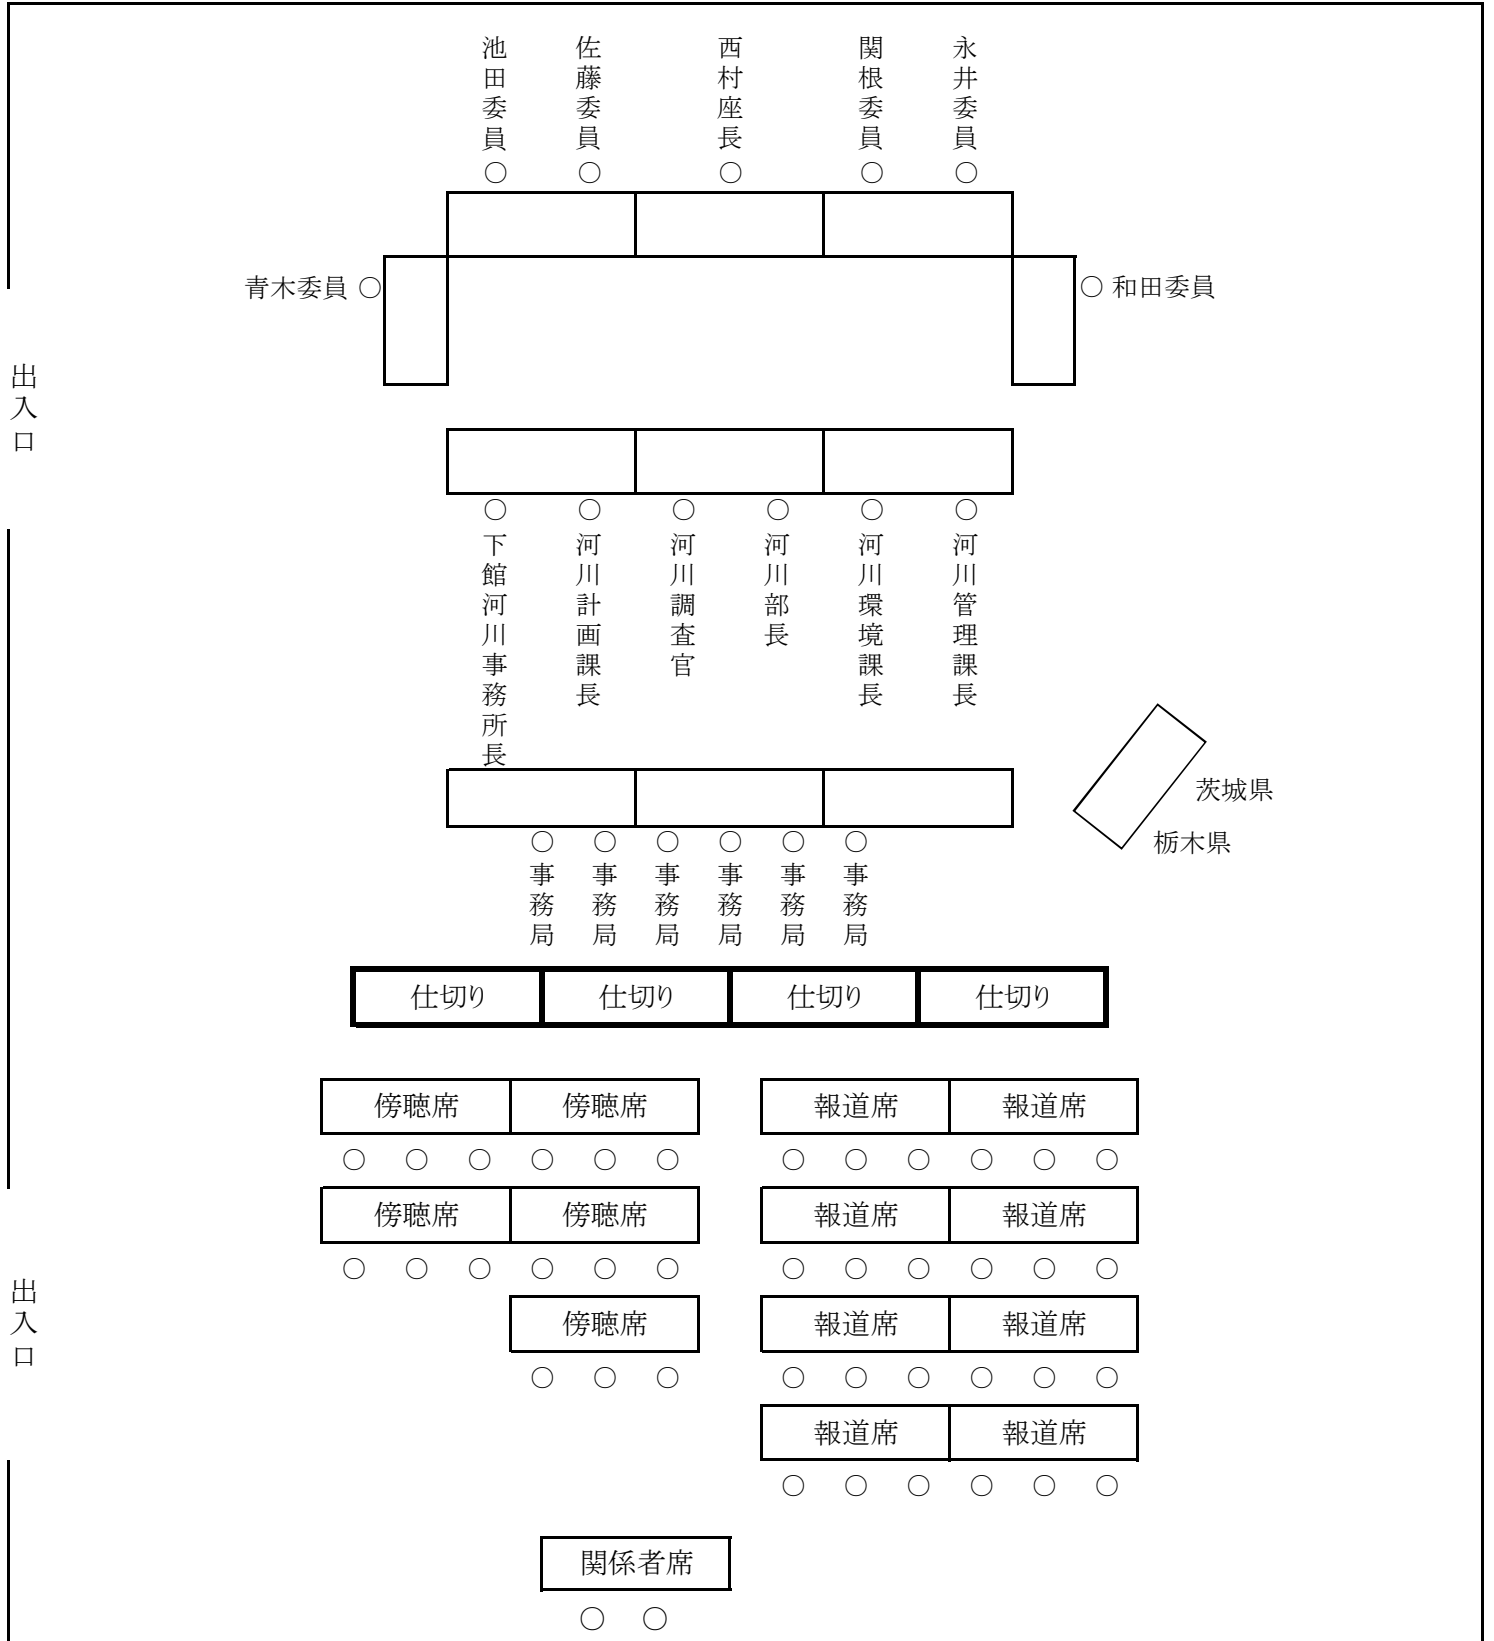 池田委員
佐藤委員
西村座長
関根委員
永井委員
○ ○ ○ ○ ○
青木委員 ○
○ 和田委員
出入口
○ ○ ○ ○ ○ ○
下館河川事務所長
河川計画課長
河川調査官
河川部長
河川環境課長
河川管理課長
茨城県
栃木県
○ ○ ○ ○ ○ ○
事務局
事務局
事務局
事務局
事務局
事務局
仕切り 仕切り 仕切り 仕切り
傍聴席 傍聴席 報道席 報道席
○ ○ ○ ○ ○ ○ ○ ○ ○ ○ ○ ○
傍聴席 傍聴席 報道席 報道席
○ ○ ○ ○ ○ ○ ○ ○ ○ ○ ○ ○
出入口
傍聴席 報道席 報道席
○ ○ ○ ○ ○ ○ ○ ○ ○
報道席 報道席
○ ○ ○ ○ ○ ○
関係者席
○ ○